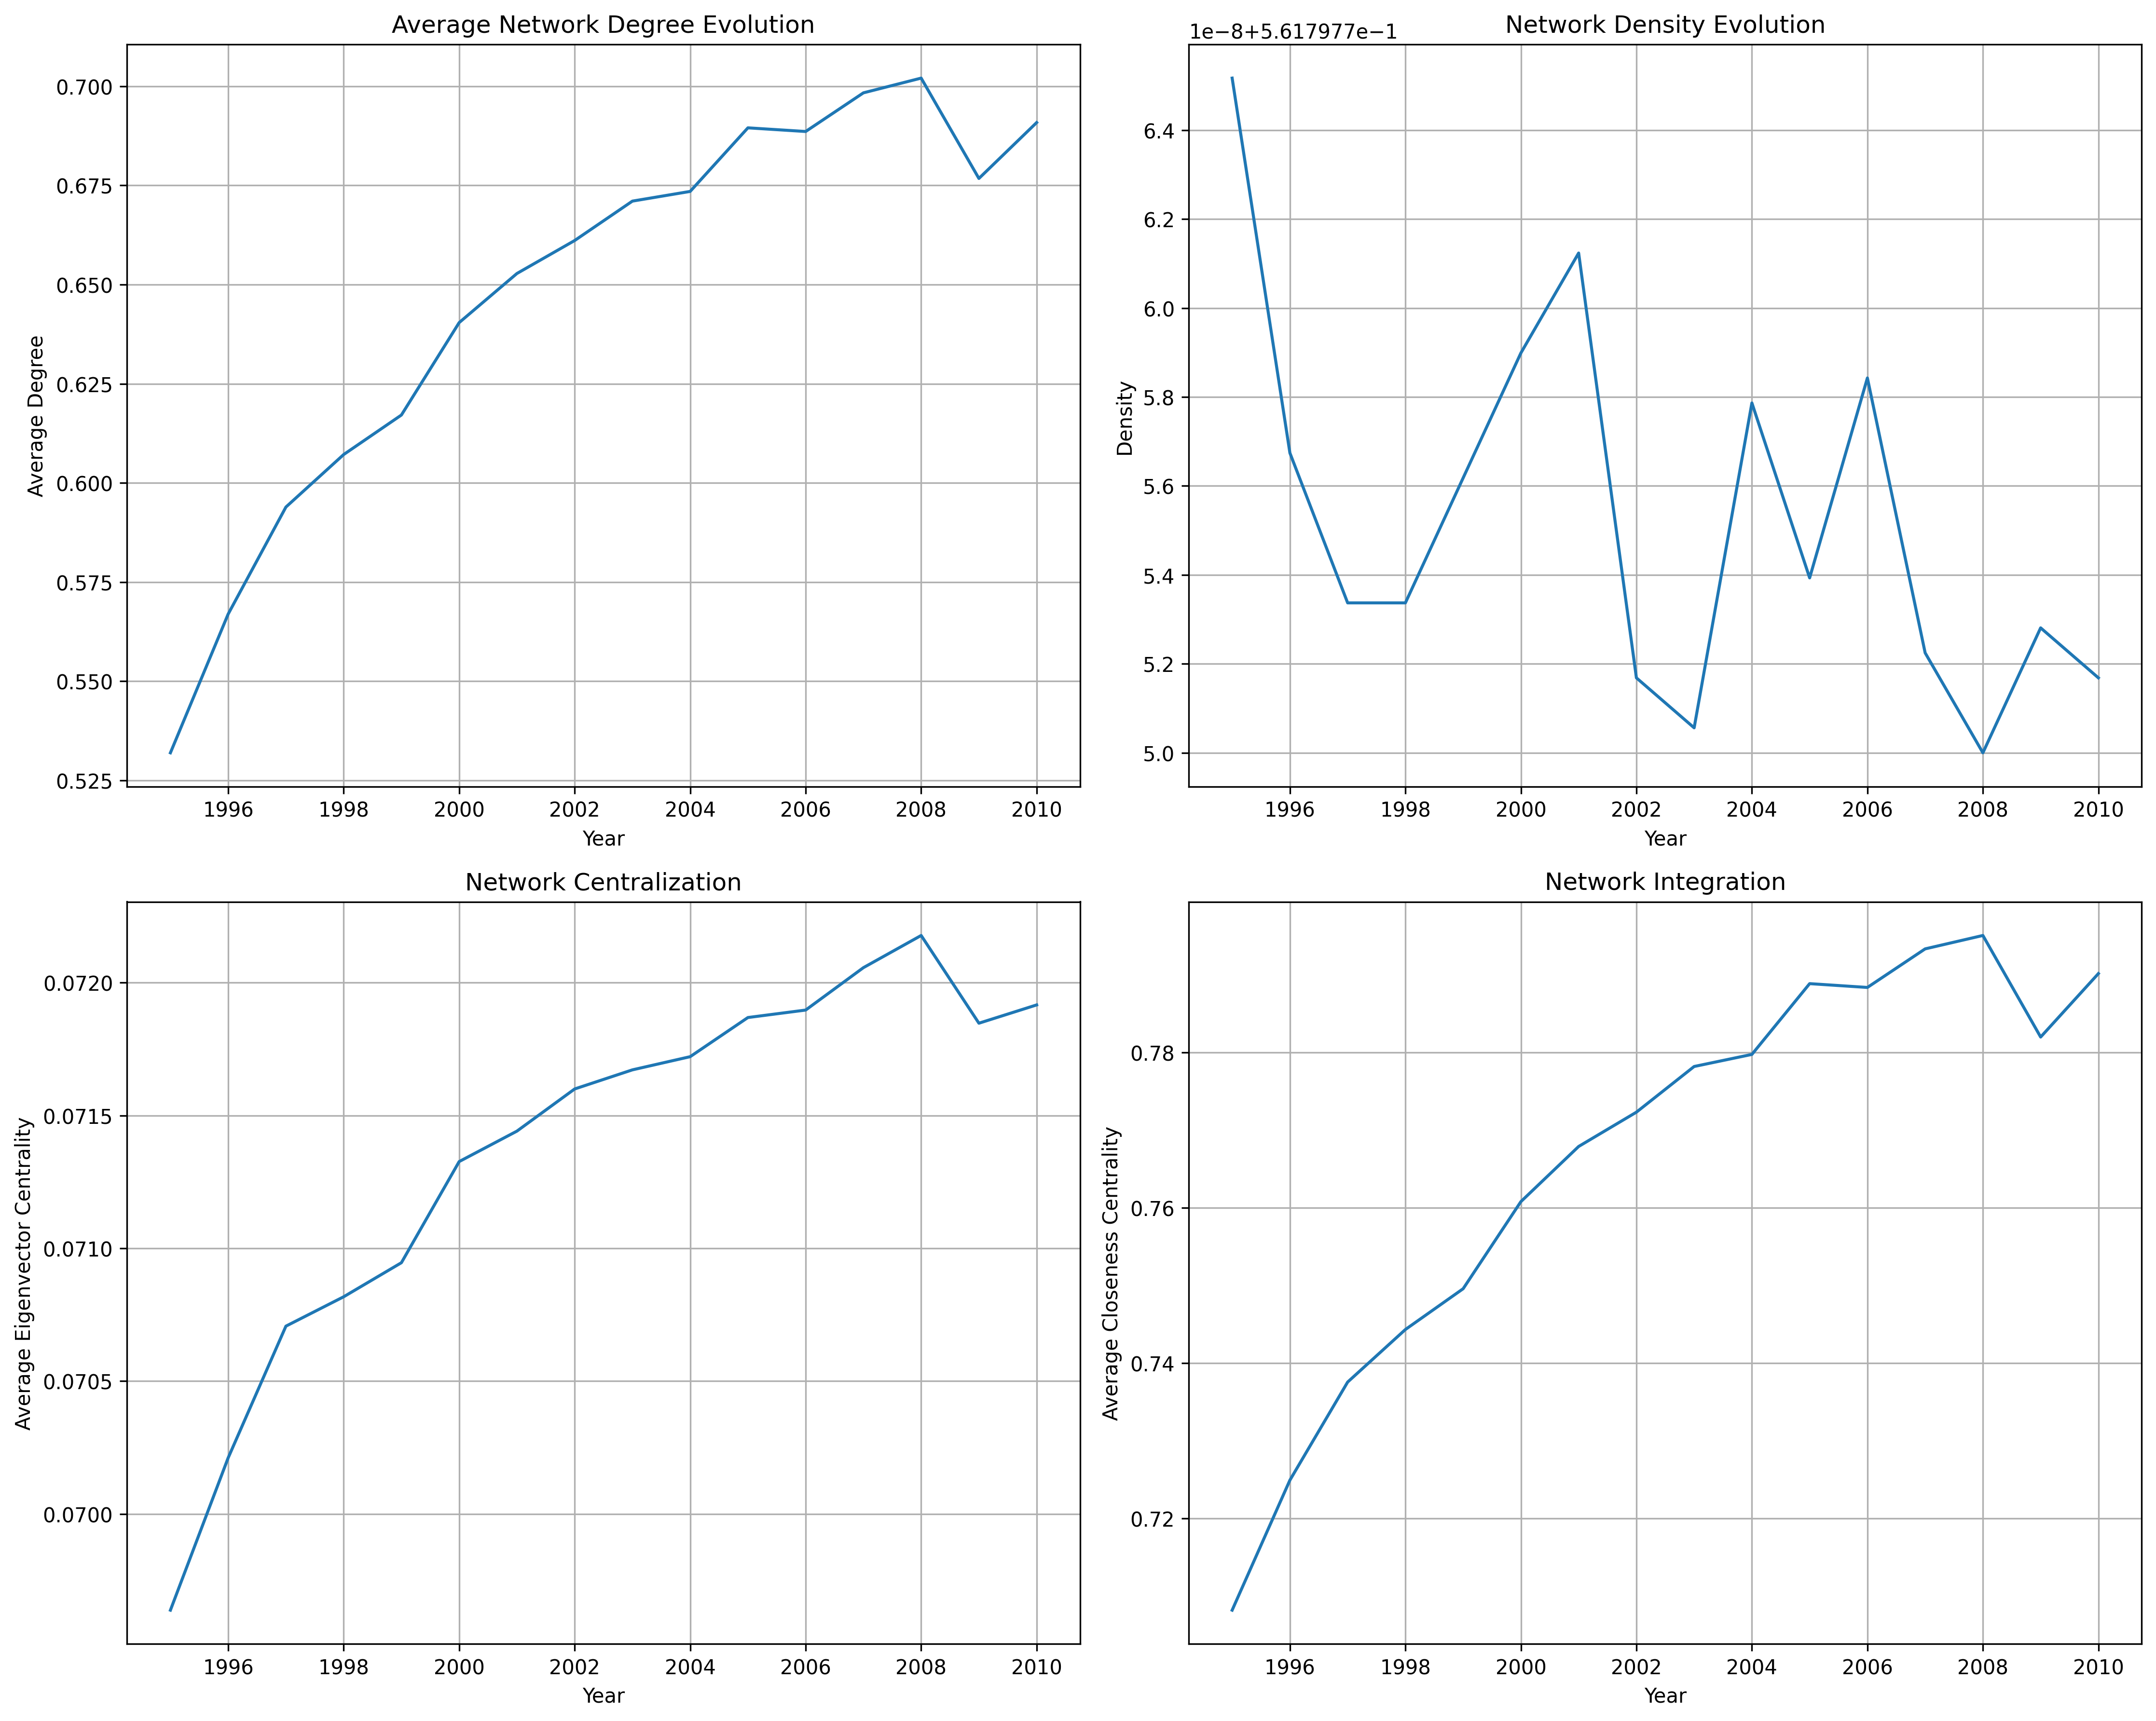 Average Network Degree Evolution
0.700
0.675
0.650
0.625
0.600
0.575
0.550
0.525
Average Degree
1996 1998 2000 2002 2004 2006 2008 2010
Year
Network Density Evolution
1e−8+5.617977e−1
6.4
6.2
6.0
5.8
5.6
5.4
5.2
5.0
Density
1996 1998 2000 2002 2004 2006 2008 2010
Year
Network Centralization
0.0720
0.0715
0.0710
0.0705
0.0700
Average Eigenvector Centrality
1996 1998 2000 2002 2004 2006 2008 2010
Year
Network Integration
0.78
0.76
0.74
0.72
Average Closeness Centrality
1996 1998 2000 2002 2004 2006 2008 2010
Year